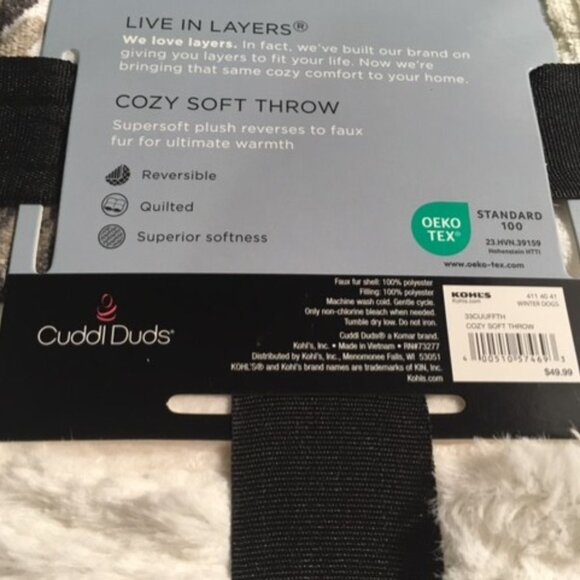 LIVE IN LAYERS®
We love layers. In fact, we've built our brand on
giving you layers to fit your life. Now we're
bringing that same cozy comfort to your home.
COZY SOFT THROW
Supersoft plush reverses to faux
fur for ultimate warmth
Reversible
Quilted
Superior softness
OEKO
TEX®
STANDARD
100
23.HVN.39159
Hohenstein HTTI
www.oeko-tex.com
Cuddl Duds®
Faux fur shell: 100% polyester
Filling: 100% polyester
Machine wash cold. Gentle cycle.
Only non-chlorine bleach when needed.
Tumble dry low. Do not iron.
Cuddl Duds® a Komar brand.
Kohl's, Inc. • Made in Vietnam • RN#73277
Distributed by Kohl's, Inc., Menomonee Falls, WI 53051
KOHL'S® and Kohl's brand names are trademarks of KIN, Inc.
Kohls.com
KOHL'S
Kohls.com
411 40 41
WINTER DOGS
33CUUFFTH
COZY SOFT THROW
4 00510 57469 3
$49.99